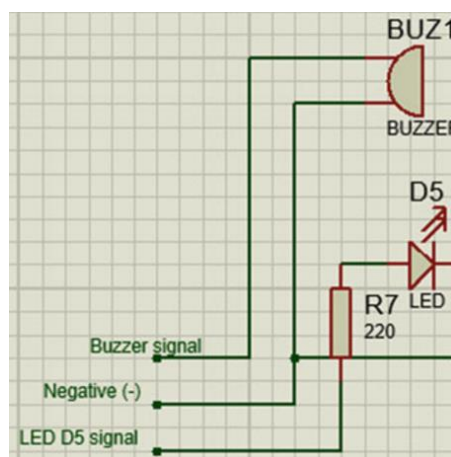 BUZ1
BUZZER
D5
LED
R7
220
Buzzer signal
Negative (-)
LED D5 signal